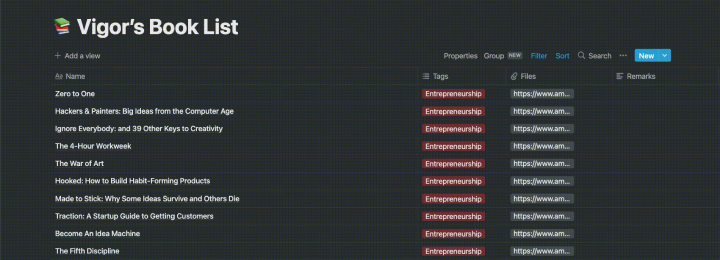 Vigor's Book List
Add a view
Properties Group NEW Filter Sort Search ... New
Aa Name Tags Files Remarks
Zero to One Entrepreneurship https://www.am...
Hackers & Painters: Big Ideas from the Computer Age Entrepreneurship https://www.am...
Ignore Everybody: and 39 Other Keys to Creativity Entrepreneurship https://www.am...
The 4-Hour Workweek Entrepreneurship https://www.am...
The War of Art Entrepreneurship https://www.am...
Hooked: How to Build Habit-Forming Products Entrepreneurship https://www.am...
Made to Stick: Why Some Ideas Survive and Others Die Entrepreneurship https://www.am...
Traction: A Startup Guide to Getting Customers Entrepreneurship https://www.am...
Become An Idea Machine Entrepreneurship https://www.am...
The Fifth Discipline Entrepreneurship https://www.am...